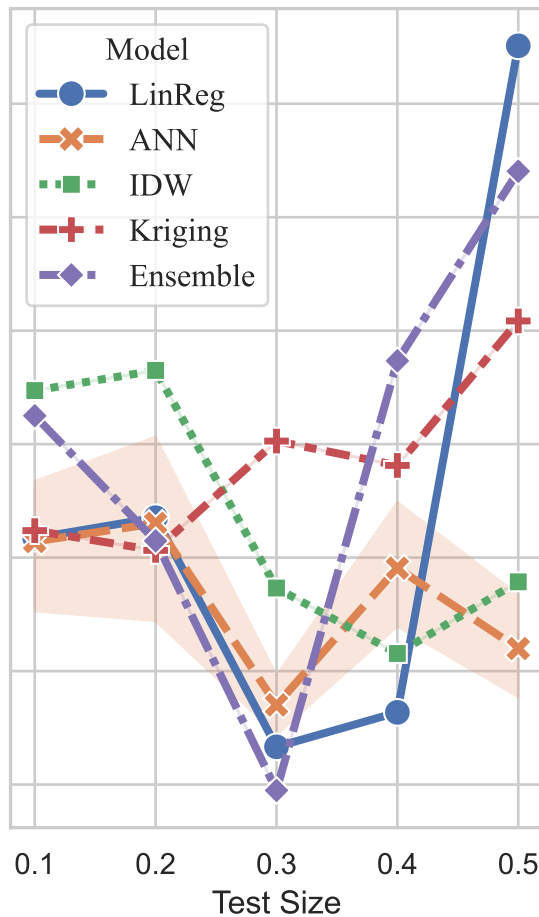 Model
LinReg
ANN
IDW
Kriging
Ensemble
0.1 0.2 0.3 0.4 0.5
Test Size